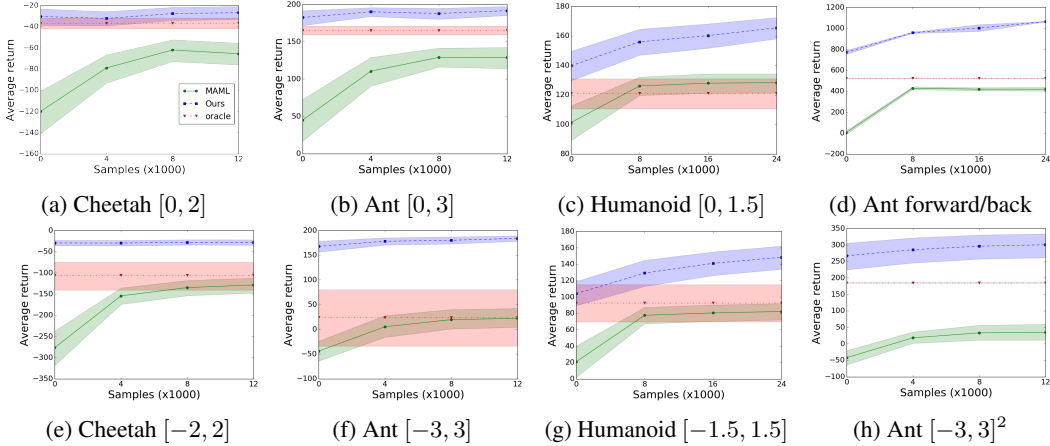 −20
−40
−60
−80
−100
−120
−140
−160
Average return
0 4 8 12
Samples (x1000)
MAML
Ours
oracle
(a) Cheetah [0, 2]
200
150
100
50
0
Average return
0 4 8 12
Samples (x1000)
(b) Ant [0, 3]
180
160
140
120
100
80
Average return
0 8 16 24
Samples (x1000)
(c) Humanoid [0, 1.5]
1200
1000
800
600
400
200
0
−200
Average return
0 8 16 24
Samples (x1000)
(d) Ant forward/back
0
−50
−100
−150
−200
−250
−300
−350
Average return
0 4 8 12
Samples (x1000)
(e) Cheetah [−2, 2]
200
150
100
50
0
−50
−100
Average return
0 4 8 12
Samples (x1000)
(f) Ant [−3, 3]
180
160
140
120
100
80
60
40
20
0
Average return
0 8 16 24
Samples (x1000)
(g) Humanoid [−1.5, 1.5]
350
300
250
200
150
100
50
0
−50
−100
Average return
0 4 8 12
Samples (x1000)
(h) Ant [−3, 3]²